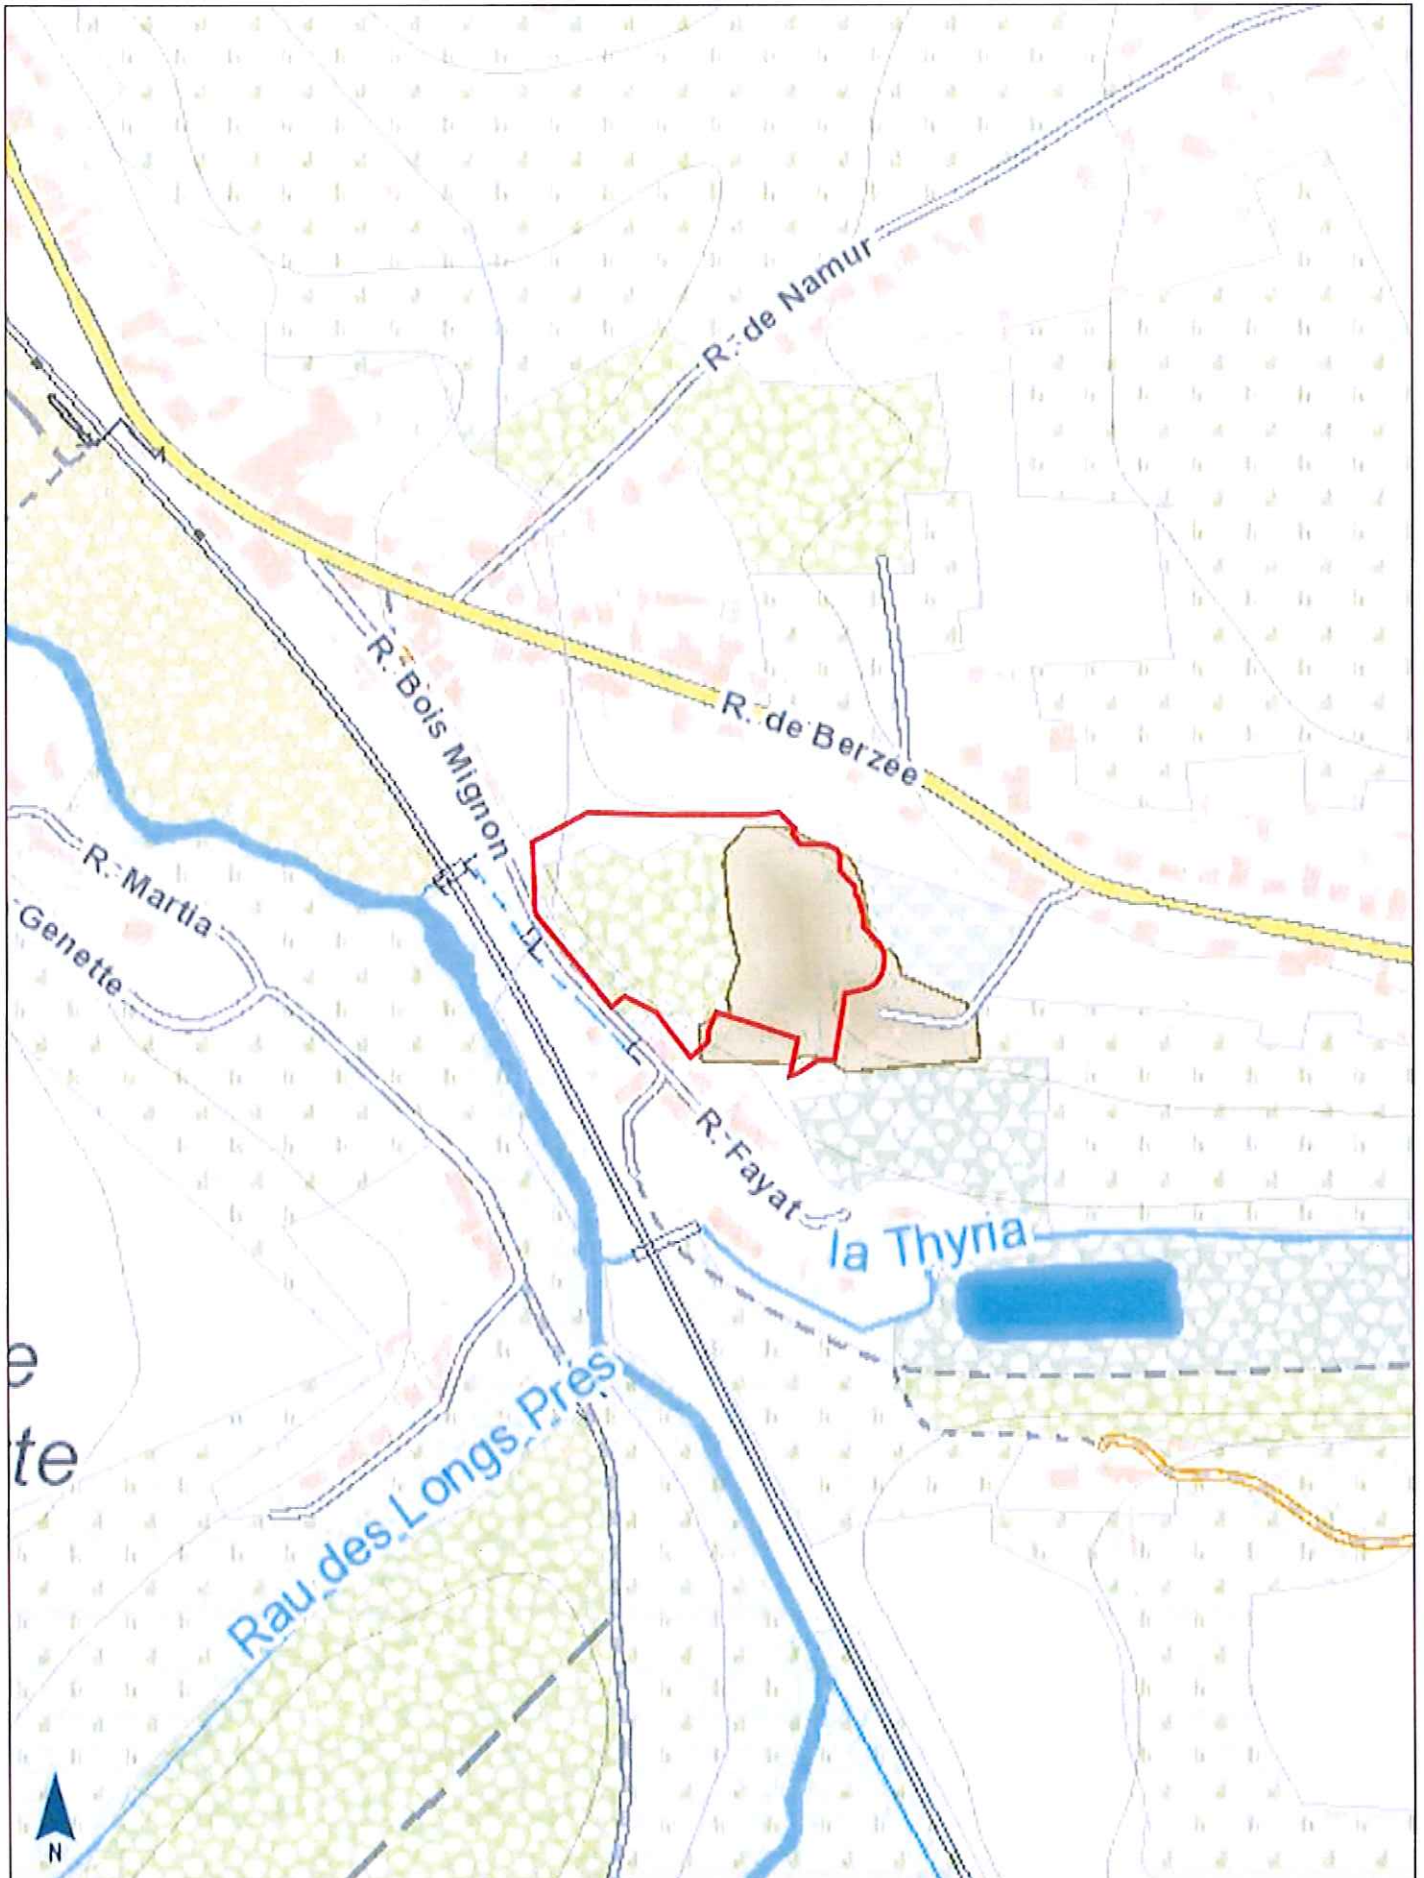 R. de Namur
R. Bois Mignon
R. de Berzée
R. Martia
Genette
R. Fayat
la Thyria
e
te
Rau des Longs Prés
N